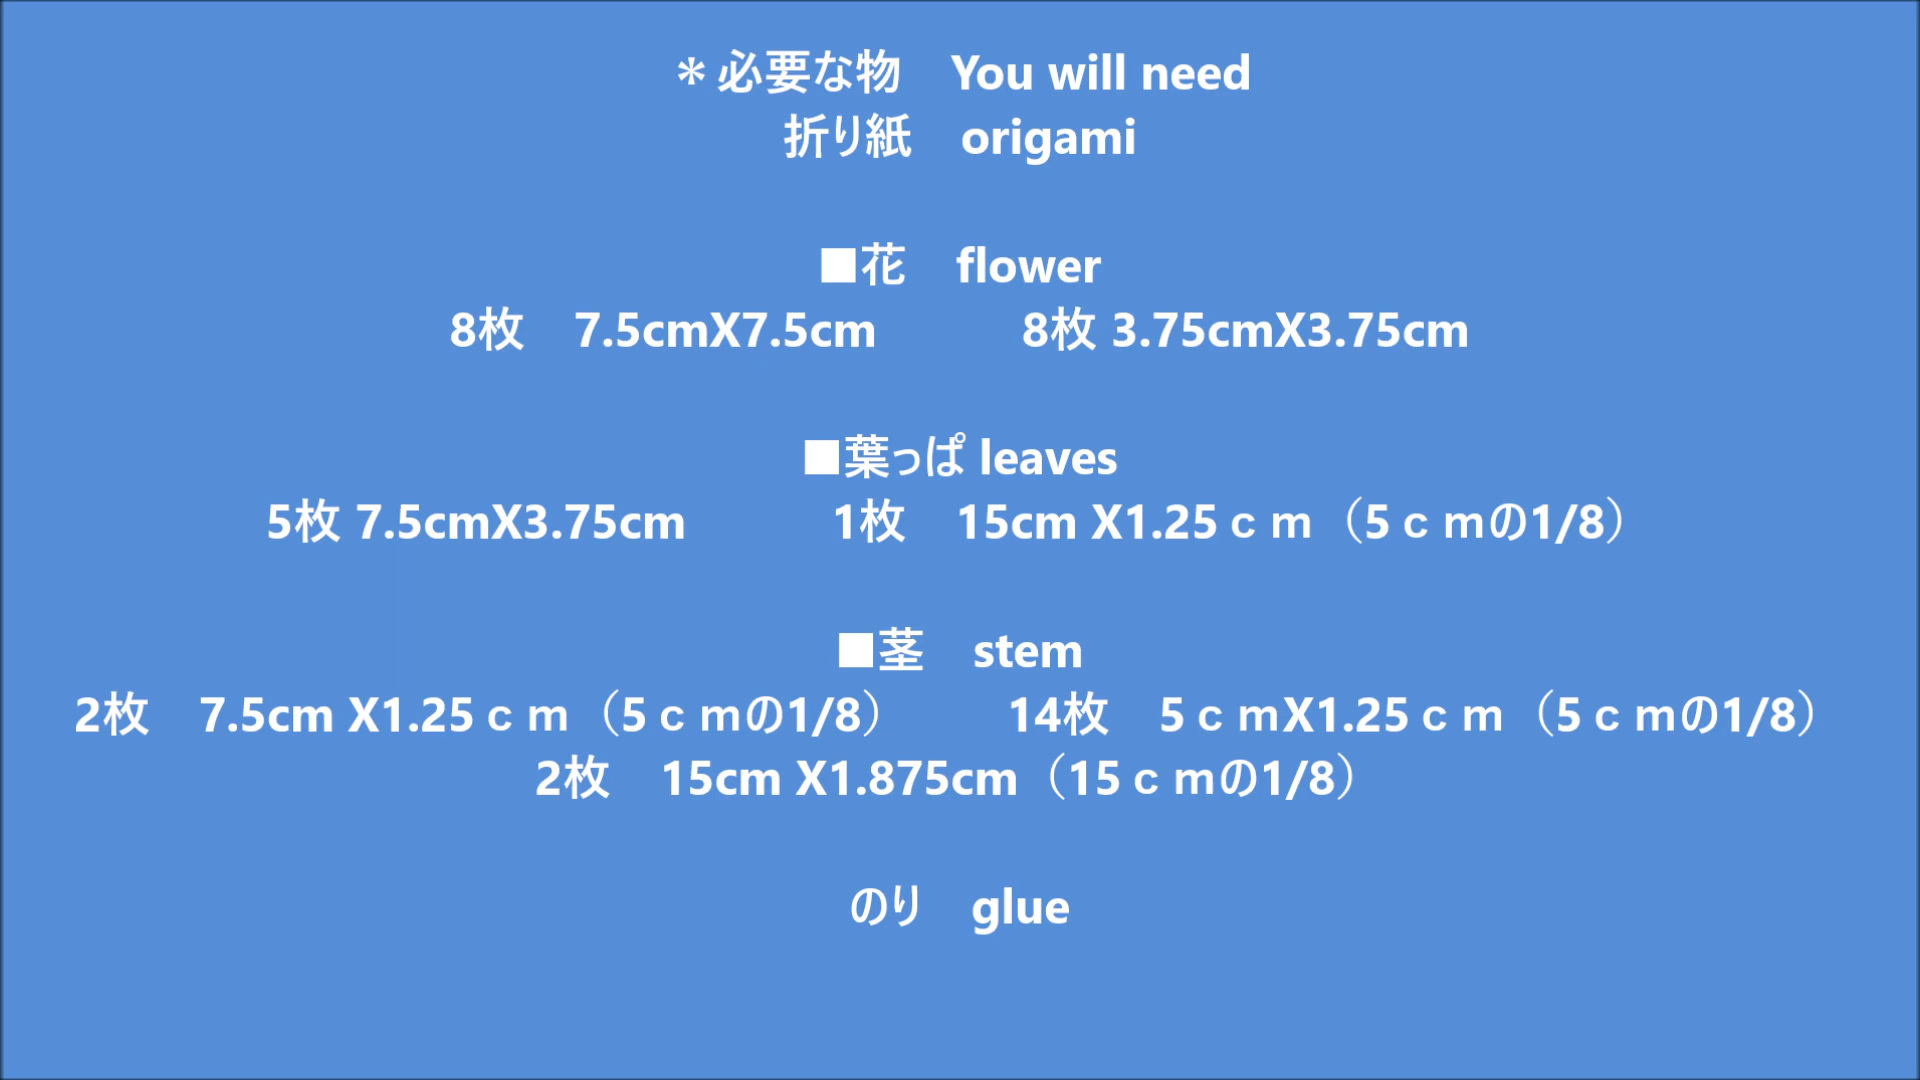 ＊必要な物　You will need
折り紙　origami
■花　flower
8枚　7.5cmX7.5cm　　　8枚 3.75cmX3.75cm
■葉っぱ leaves
5枚 7.5cmX3.75cm　　　1枚　15cm X1.25ｃｍ（5ｃｍの1/8）
■茎　stem
2枚　7.5cm X1.25ｃｍ（5ｃｍの1/8）　　14枚　5ｃｍX1.25ｃｍ（5ｃｍの1/8）
2枚　15cm X1.875cm（15ｃｍの1/8）
のり　glue